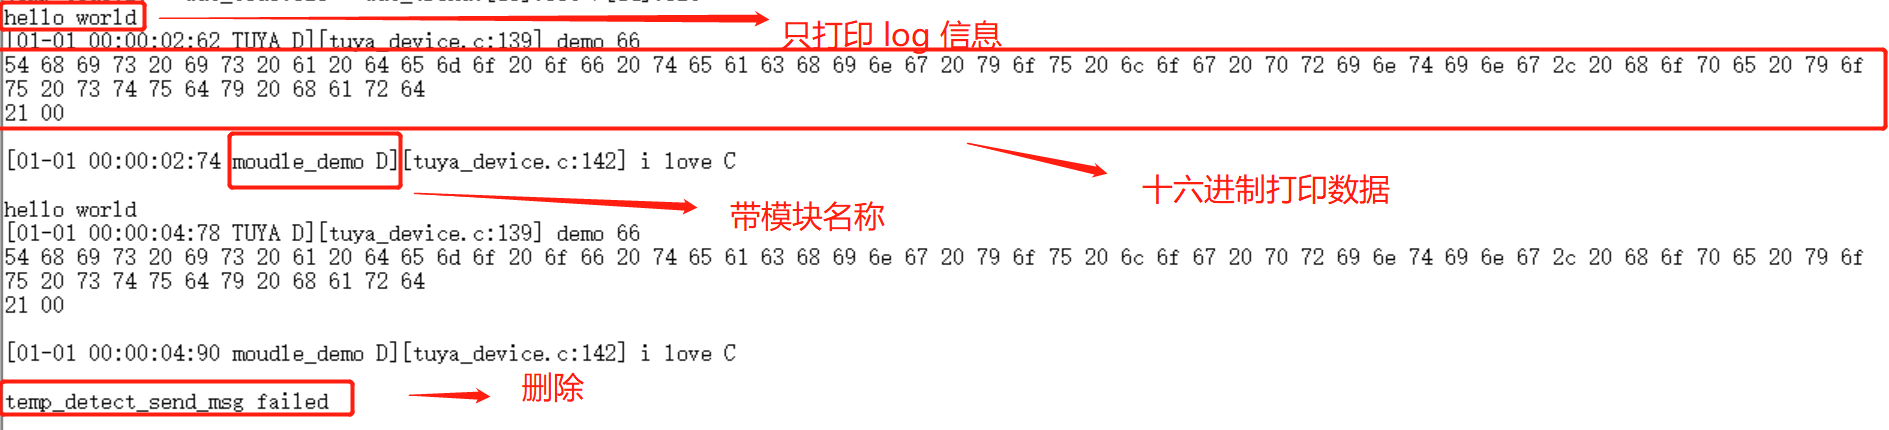 hello world
只打印 log 信息
[01-01 00:00:02:62 TUYA D][tuya_device.c:139] demo 66
54 68 69 73 20 69 73 20 61 20 64 65 6d 6f 20 6f 66 20 74 65 61 63 68 69 6e 67 20 79 6f 75 20 6c 6f 67 20 70 72 69 6e 74 69 6e 67 2c 20 68 6f 70 65 20 79 6f
75 20 73 74 75 64 79 20 68 61 72 64
21 00
[01-01 00:00:02:74 moudle_demo D][tuya_device.c:142] i love C
十六进制打印数据
带模块名称
hello world
[01-01 00:00:04:78 TUYA D][tuya_device.c:139] demo 66
54 68 69 73 20 69 73 20 61 20 64 65 6d 6f 20 6f 66 20 74 65 61 63 68 69 6e 67 20 79 6f 75 20 6c 6f 67 20 70 72 69 6e 74 69 6e 67 2c 20 68 6f 70 65 20 79 6f
75 20 73 74 75 64 79 20 68 61 72 64
21 00
[01-01 00:00:04:90 moudle_demo D][tuya_device.c:142] i love C
删除
temp_detect_send_msg failed